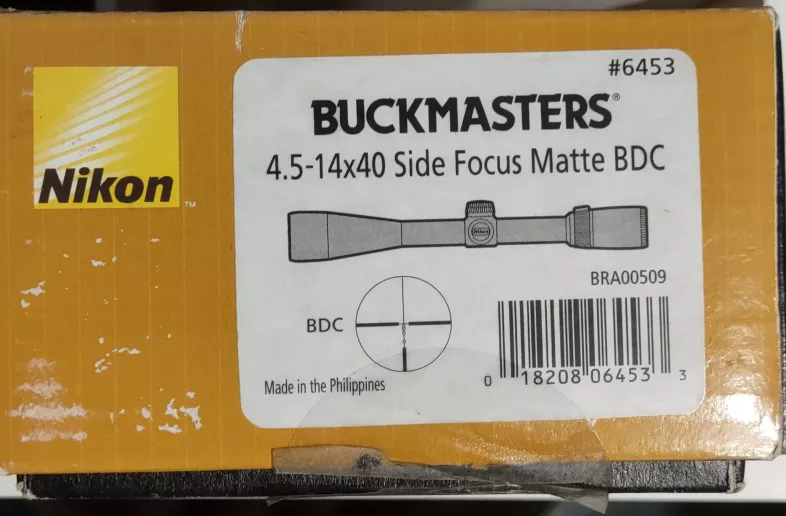 #6453
BUCKMASTERS®
4.5-14x40 Side Focus Matte BDC
Nikon™
Nikon
BRA00509
BDC
Made in the Philippines
0 18208 06453 3